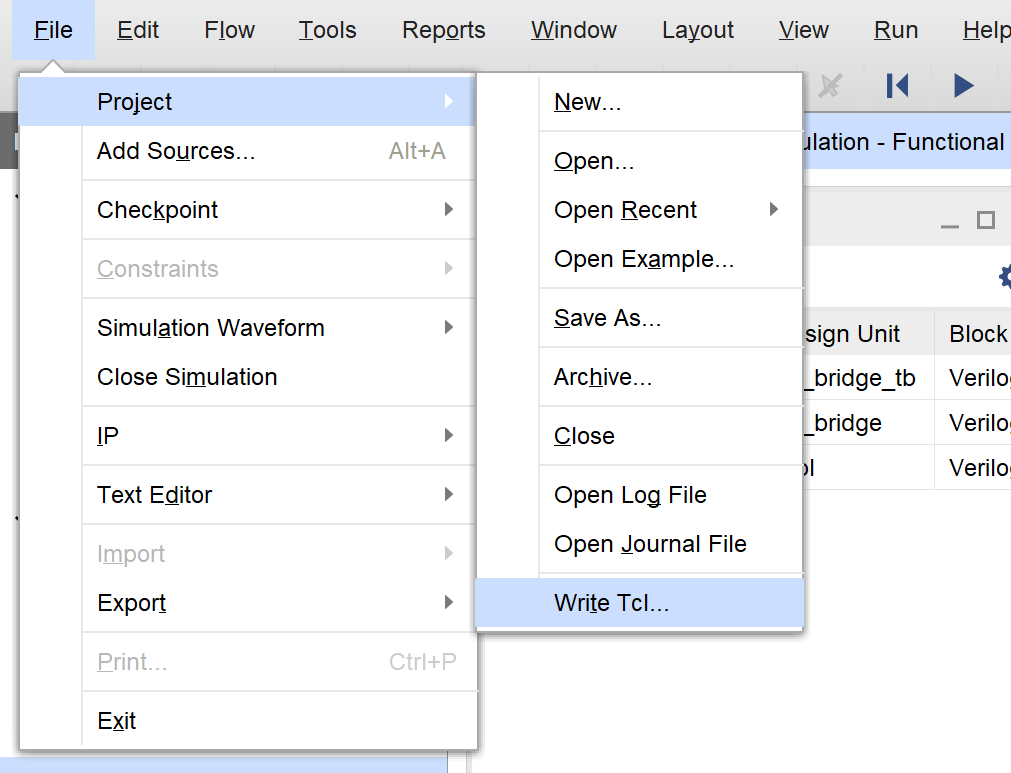 File Edit Flow Tools Reports Window Layout View Run Help
Project
Add Sources... Alt+A
Checkpoint
Constraints
Simulation Waveform
Close Simulation
IP
Text Editor
Import
Export
Print... Ctrl+P
Exit
New...
Open...
Open Recent
Open Example...
Save As...
Archive...
Close
Open Log File
Open Journal File
Write Tcl...
ulation - Functional
sign Unit Block
_bridge_tb Verilog
_bridge Verilog
ol Verilog